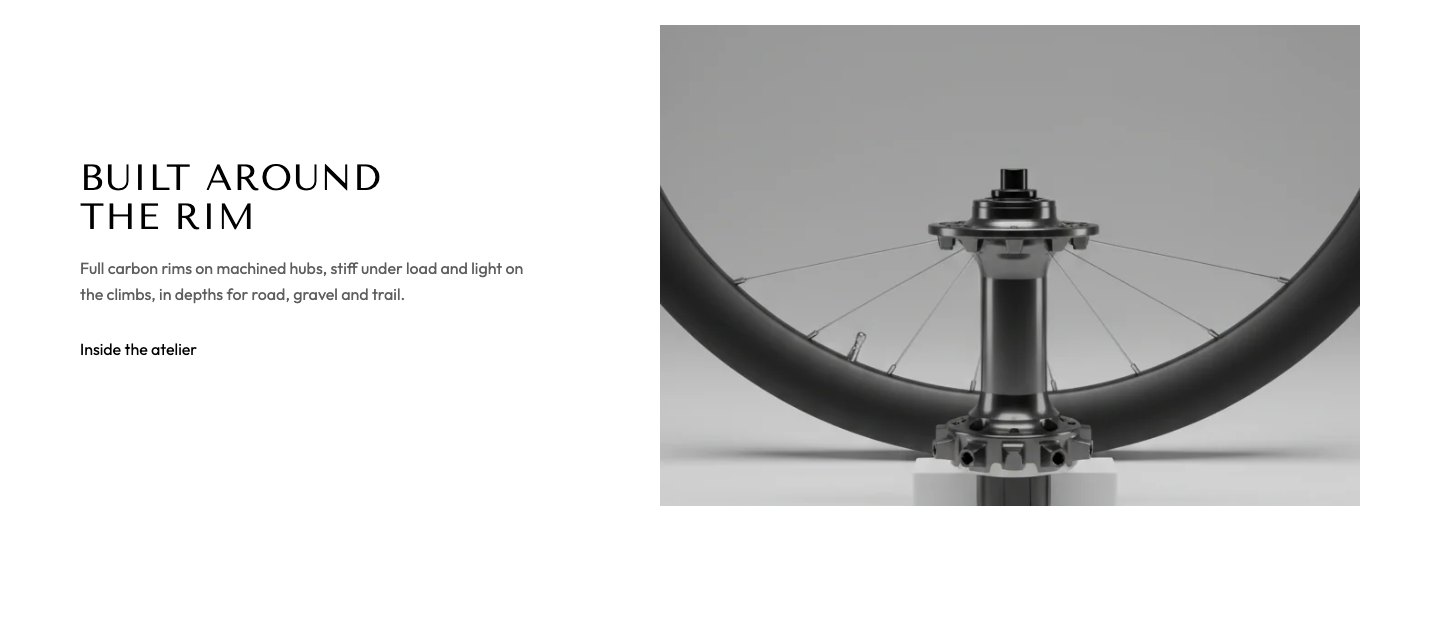 BUILT AROUND
THE RIM
Full carbon rims on machined hubs, stiff under load and light on
the climbs, in depths for road, gravel and trail.
Inside the atelier